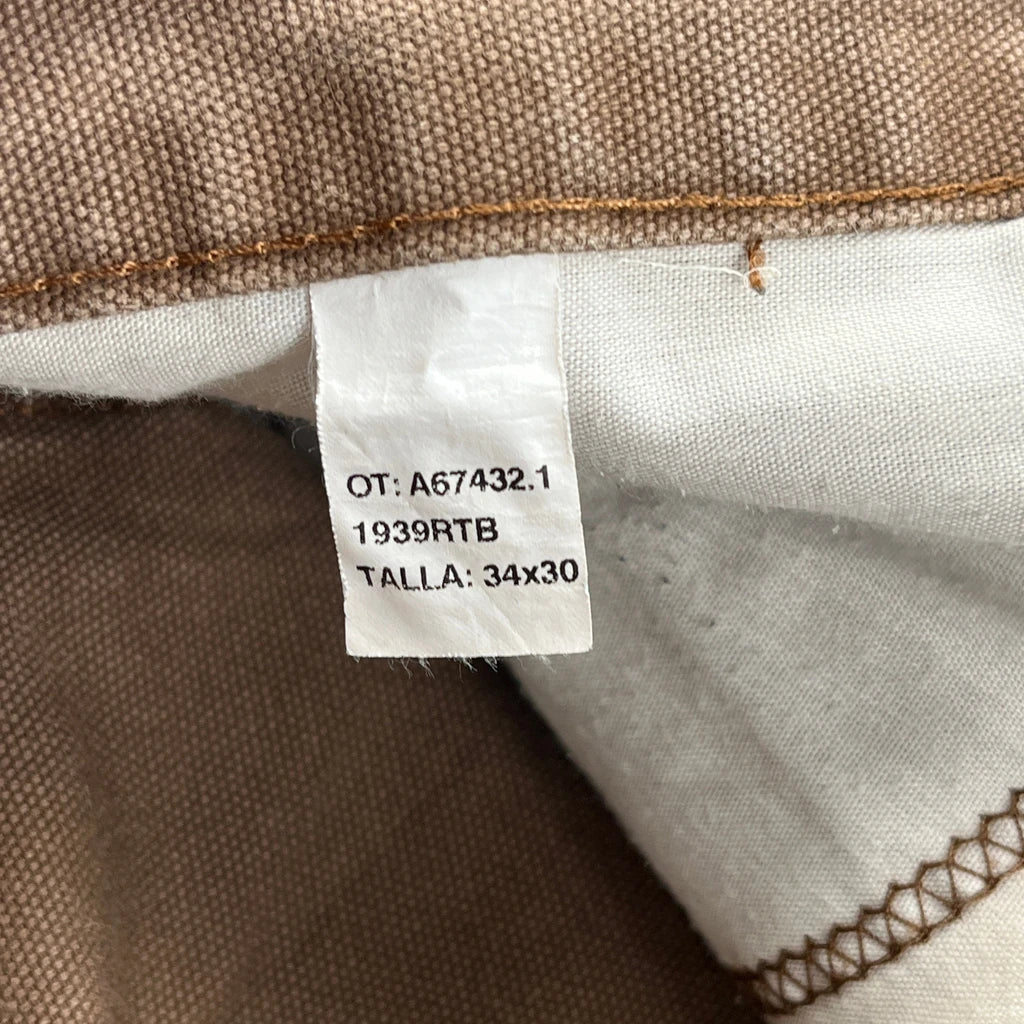 OT: A67432.1
1939RTB
TALLA: 34x30